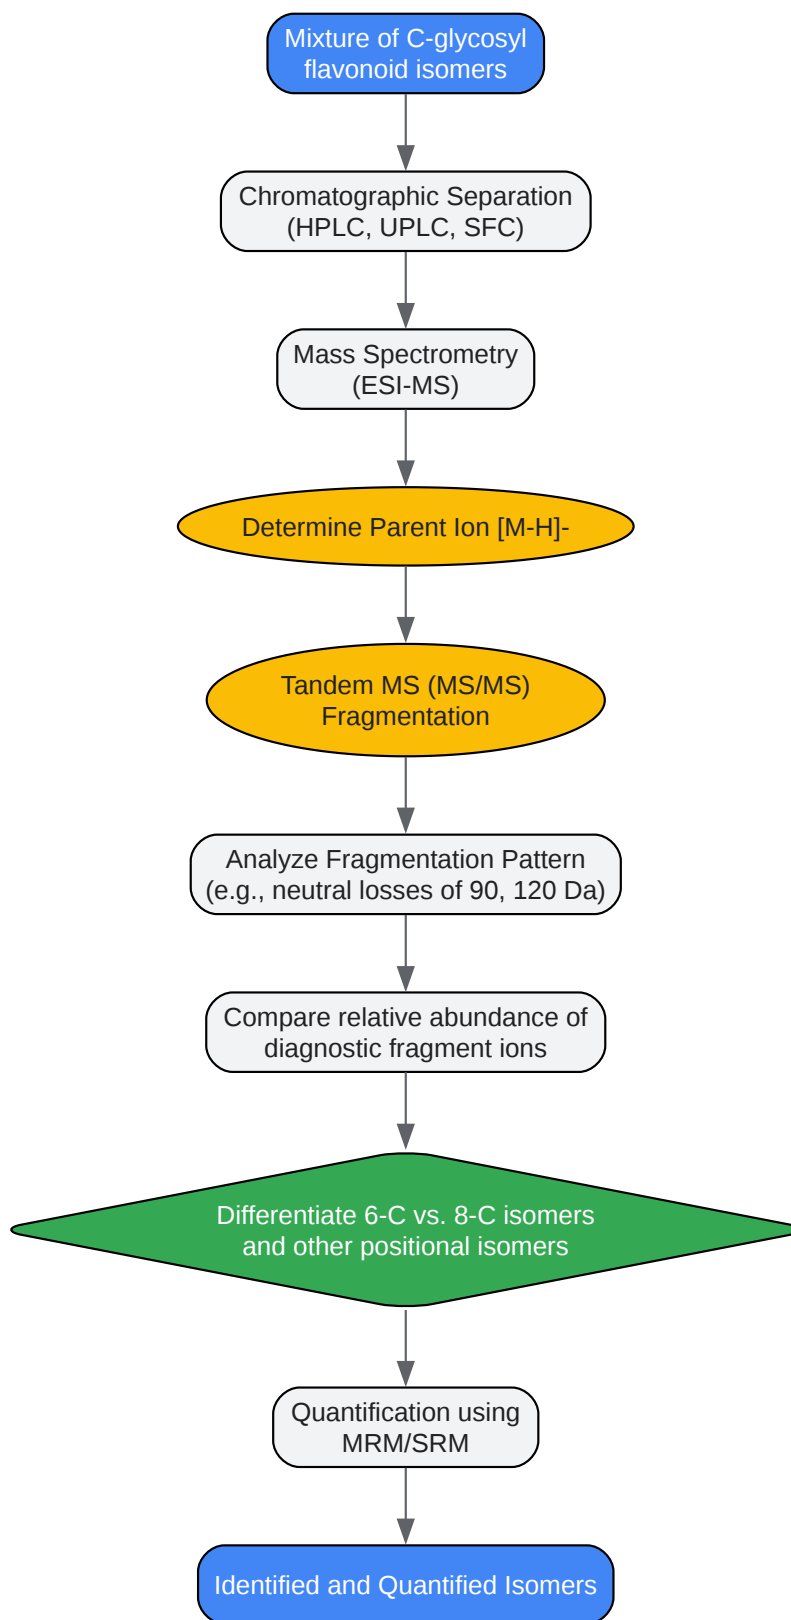 Mixture of C-glycosyl
flavonoid isomers
Chromatographic Separation
(HPLC, UPLC, SFC)
Mass Spectrometry
(ESI-MS)
Determine Parent Ion [M-H]-
Tandem MS (MS/MS)
Fragmentation
Analyze Fragmentation Pattern
(e.g., neutral losses of 90, 120 Da)
Compare relative abundance of
diagnostic fragment ions
Differentiate 6-C vs. 8-C isomers
and other positional isomers
Quantification using
MRM/SRM
Identified and Quantified Isomers